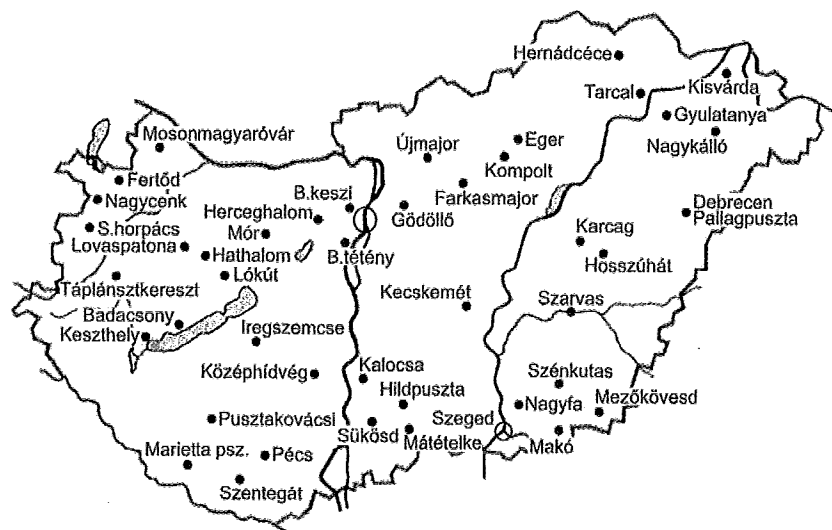 Hernádcéce
Kisvárda
Tarcal
Gyulatanya
Nagykálló
Mosonmagyaróvár
Újmajor
Eger
Kompolt
Fertőd
Farkasmajor
Nagycenk
B.keszi
Herceghalom
Gödöllő
Debrecen
Pallagpuszta
S.horpács
Mór
Karcag
Lovaspatona
Hathalom
B.tétény
Hosszúhát
Lókút
Táplánsztkereszt
Kecskemét
Szarvas
Badacsony
Keszthely
Iregszemcse
Középhídvég
Kalocsa
Szénkutas
Hildpuszta
Nagyfa
Mezőkövesd
Pusztakovácsi
Szeged
Sükösd
Mátételke
Makó
Marietta psz.
Pécs
Szentegát